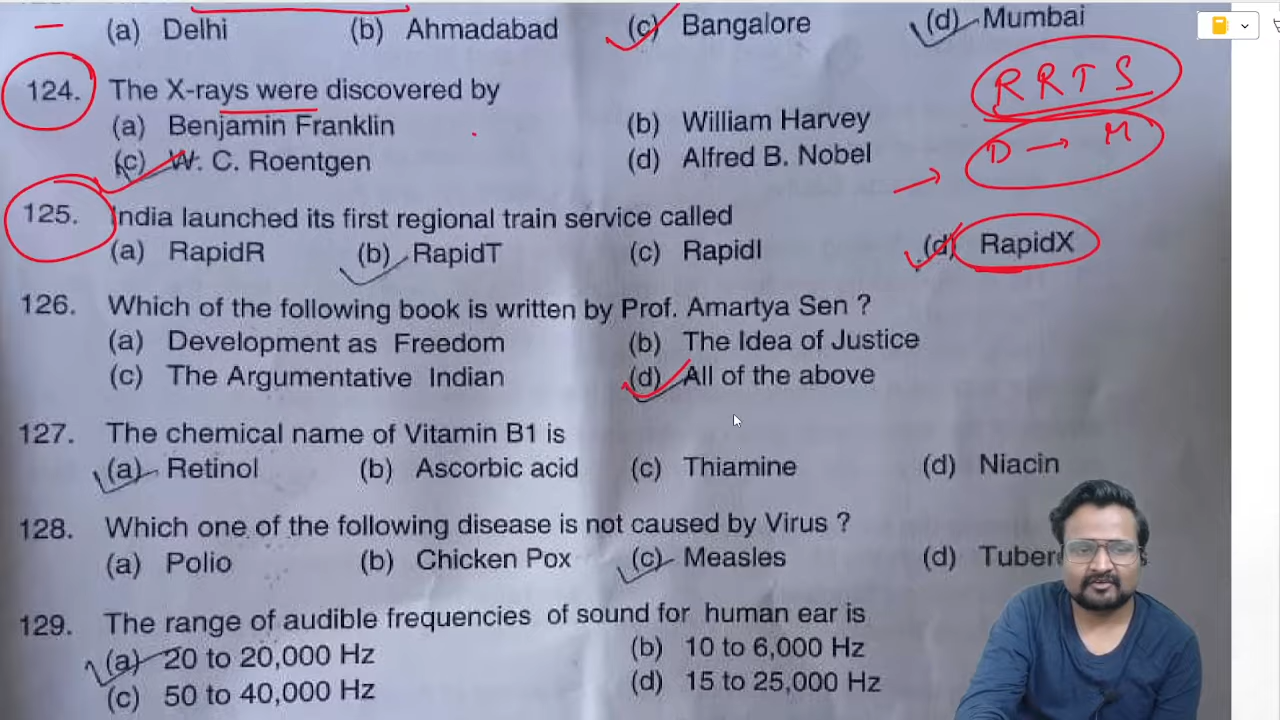 (a) Delhi (b) Ahmadabad (c) Bangalore (d) Mumbai
124. The X-rays were discovered by
(a) Benjamin Franklin (b) William Harvey
(c) W. C. Roentgen (d) Alfred B. Nobel
RRTS
D → M
125. India launched its first regional train service called
(a) RapidR (b) RapidT (c) RapidI (d) RapidX
126. Which of the following book is written by Prof. Amartya Sen ?
(a) Development as Freedom (b) The Idea of Justice
(c) The Argumentative Indian (d) All of the above
127. The chemical name of Vitamin B1 is
(a) Retinol (b) Ascorbic acid (c) Thiamine (d) Niacin
128. Which one of the following disease is not caused by Virus ?
(a) Polio (b) Chicken Pox (c) Measles (d)
129. The range of audible frequencies of sound for human ear is
(a) 20 to 20,000 Hz (b) 10 to 6,000 Hz
(c) 50 to 40,000 Hz (d) 15 to 25,000 Hz